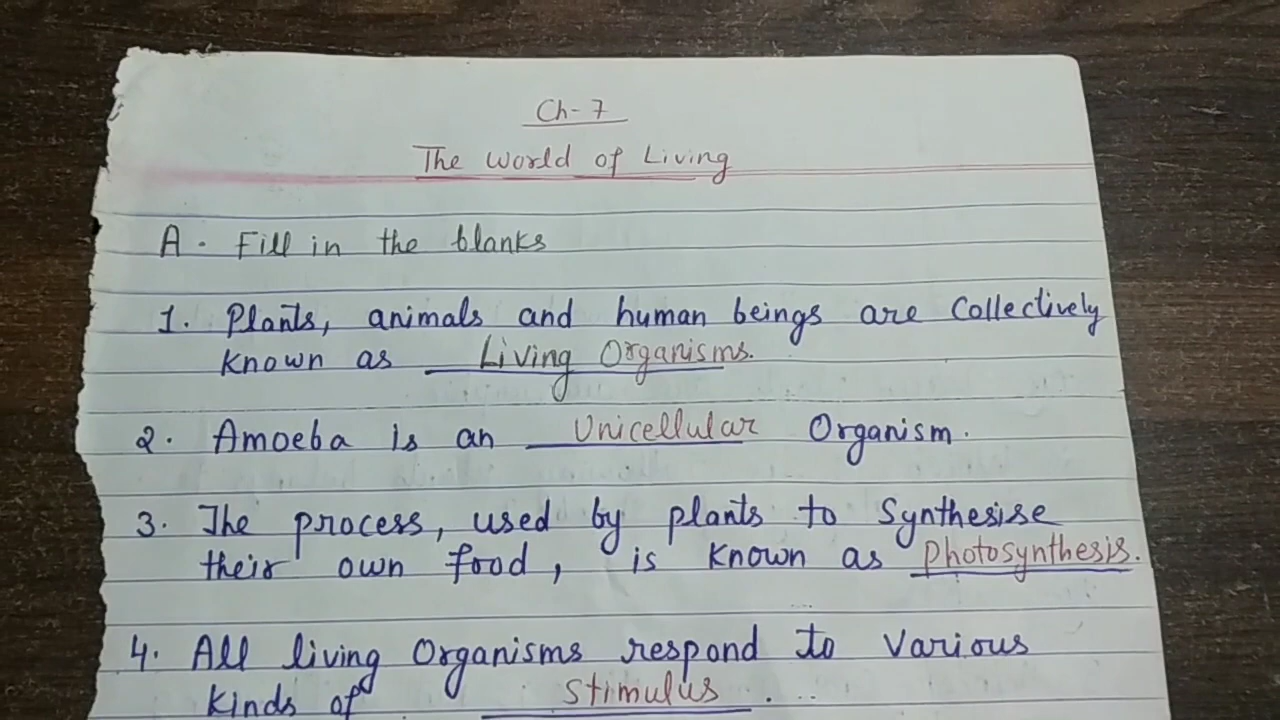 Ch-7
The World of Living
A. Fill in the blanks
1. Plants, animals and human beings are Collectively
Known as Living Organisms.
2. Amoeba is an Unicellular Organism.
3. The process, used by plants to Synthesise
their own food, is known as Photosynthesis.
4. All living Organisms respond to Various
Kinds of Stimulus.